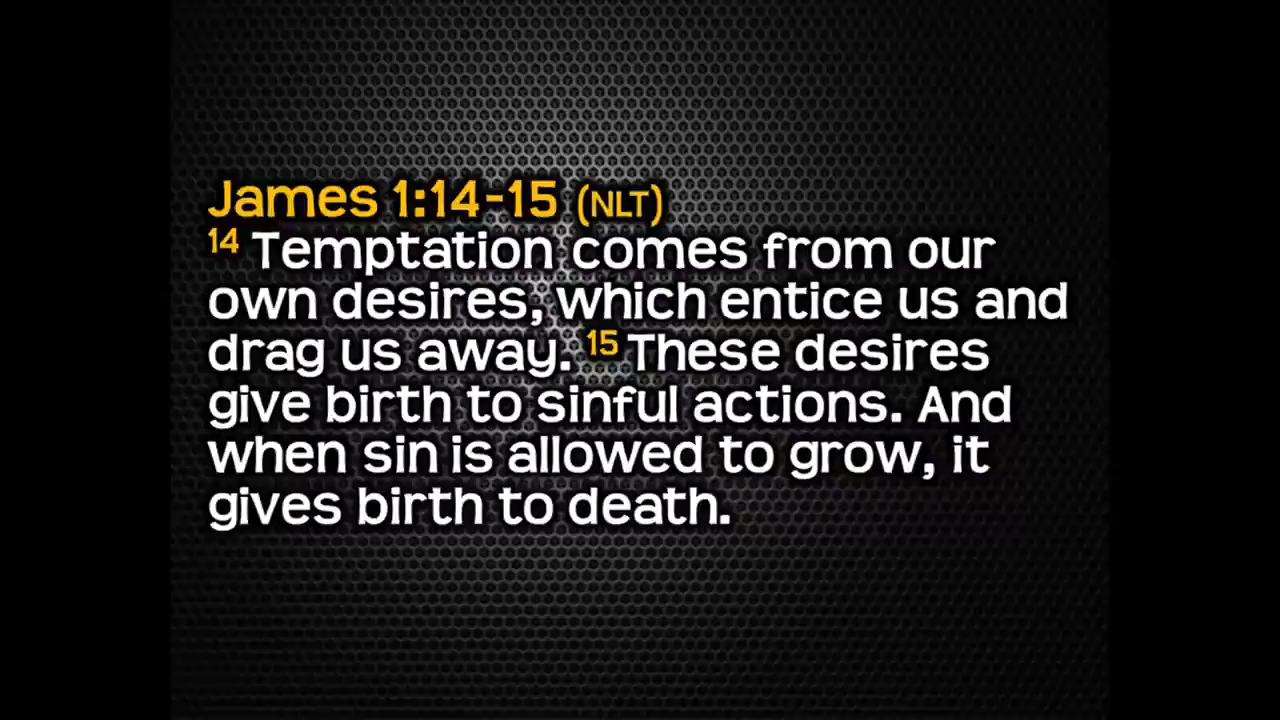 James 1:14-15 (NLT)
14 Temptation comes from our
own desires, which entice us and
drag us away. 15 These desires
give birth to sinful actions. And
when sin is allowed to grow, it
gives birth to death.